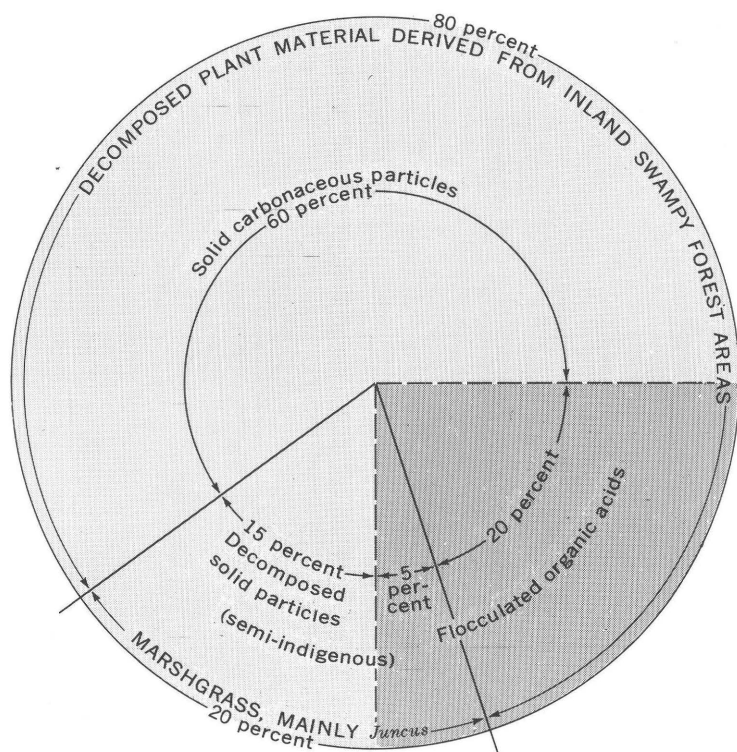 80 percent
DECOMPOSED PLANT MATERIAL DERIVED FROM INLAND SWAMPY FOREST AREAS
Solid carbonaceous particles
60 percent
20 percent
Flocculated organic acids
5
per-
cent
15 percent
Decomposed
solid particles
(semi-indigenous)
MARSHGRASS, MAINLY Juncus
20 percent